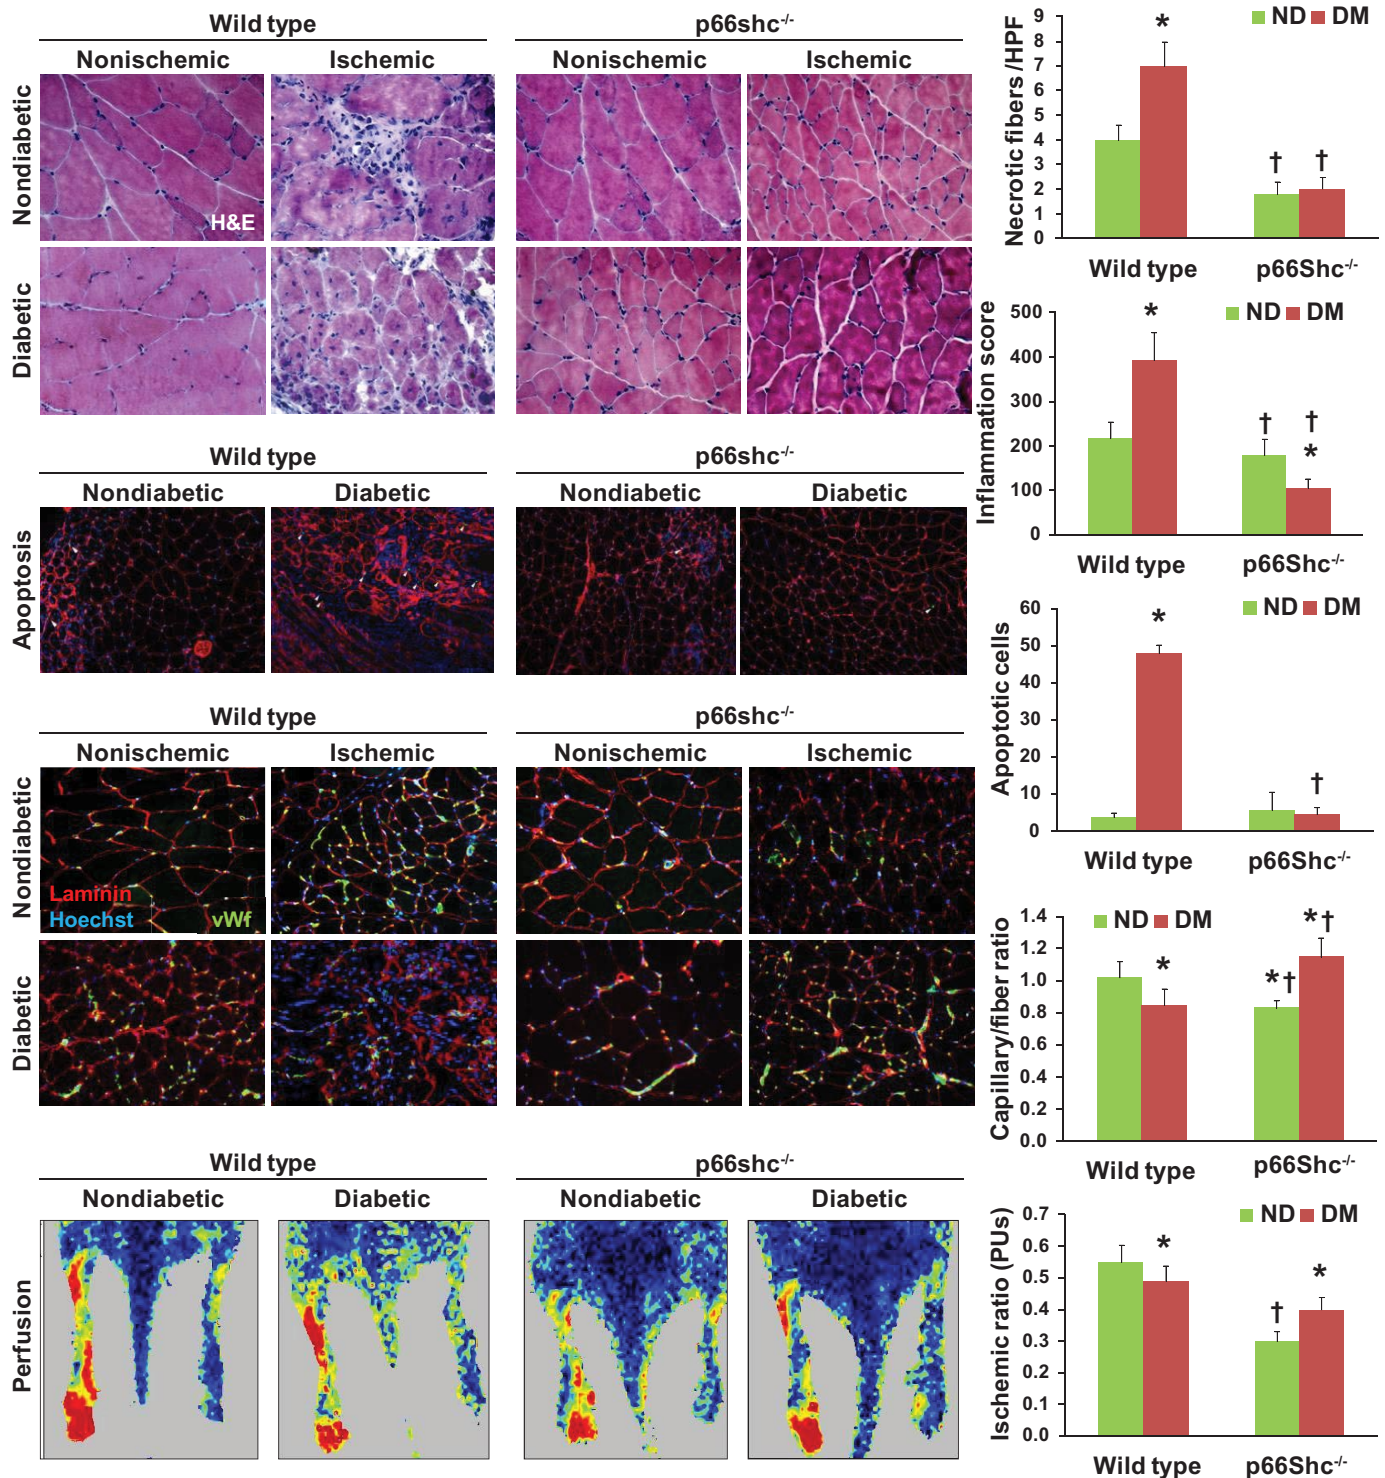 Wild type
p66shc-/-
Nonischemic
Ischemic
Nonischemic
Ischemic
Nondiabetic
H&E
Diabetic
Wild type
p66shc-/-
Nondiabetic
Diabetic
Nondiabetic
Diabetic
Apoptosis
Wild type
p66shc-/-
Nonischemic
Ischemic
Nonischemic
Ischemic
Nondiabetic
Laminin
Hoechst
vWf
Diabetic
Wild type
p66shc-/-
Nondiabetic
Diabetic
Nondiabetic
Diabetic
Perfusion
ND DM
Necrotic fibers /HPF
9
8
7
6
5
4
3
2
1
0
*
†
†
Wild type
p66Shc-/-
ND DM
Inflammation score
500
400
300
200
100
0
*
†
†
*
Wild type
p66Shc-/-
ND DM
Apoptotic cells
60
50
40
30
20
10
0
*
†
Wild type
p66Shc-/-
ND DM
Capillary/fiber ratio
1.4
1.2
1.0
0.8
0.6
0.4
0.2
0.0
*
*†
*†
Wild type
p66Shc-/-
ND DM
Ischemic ratio (PUs)
0.7
0.6
0.5
0.4
0.3
0.2
0.1
0.0
*
†
*
Wild type
p66Shc-/-